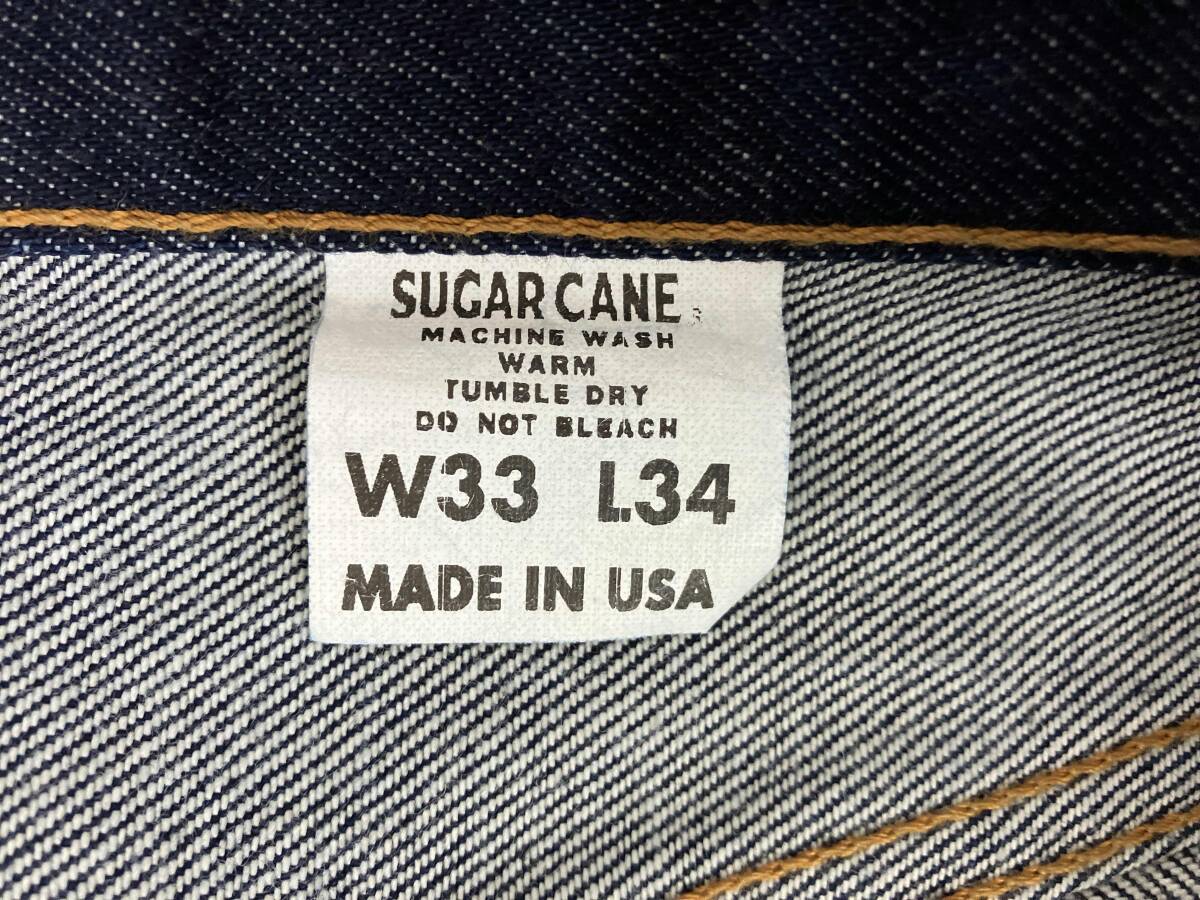 SUGAR CANE
MACHINE WASH
WARM
TUMBLE DRY
DO NOT BLEACH
W33 L34
MADE IN USA